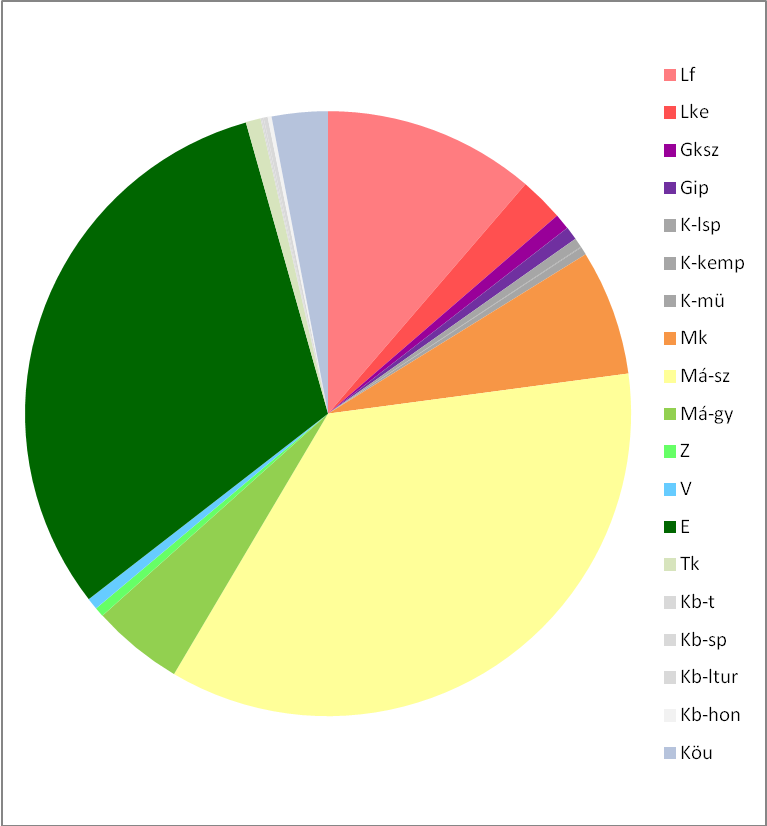 Lf
Lke
Gksz
Gip
K-lsp
K-kemp
K-mü
Mk
Má-sz
Má-gy
Z
V
E
Tk
Kb-t
Kb-sp
Kb-ltur
Kb-hon
Köu